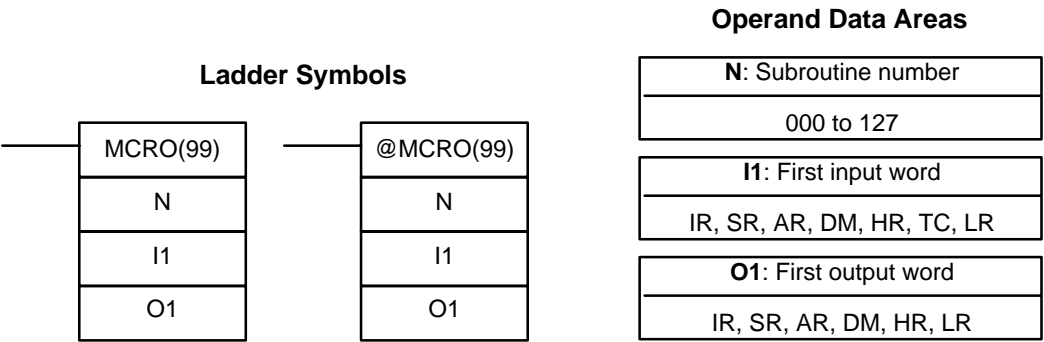 Ladder Symbols
MCRO(99)
N
I1
O1
@MCRO(99)
N
I1
O1
Operand Data Areas
N: Subroutine number
000 to 127
I1: First input word
IR, SR, AR, DM, HR, TC, LR
O1: First output word
IR, SR, AR, DM, HR, LR